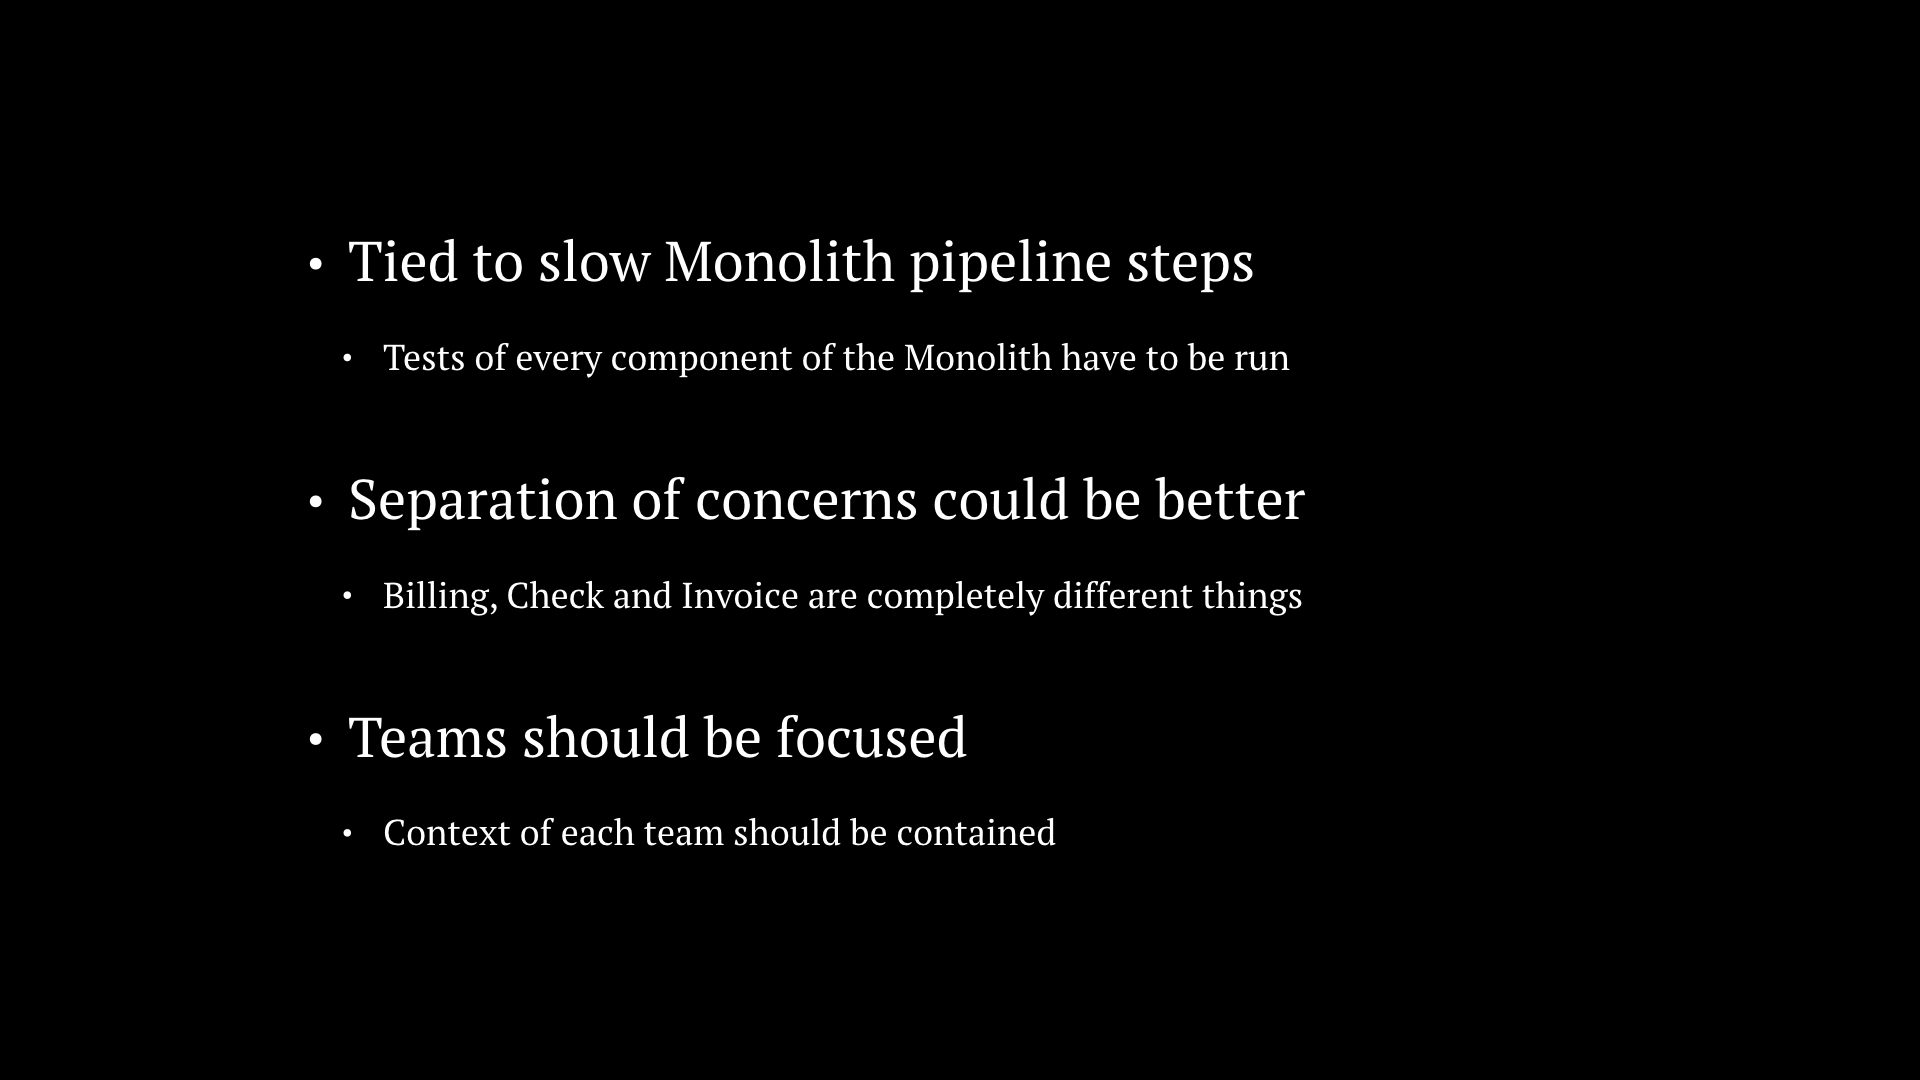 • Tied to slow Monolith pipeline steps
• Tests of every component of the Monolith have to be run
• Separation of concerns could be better
• Billing, Check and Invoice are completely different things
• Teams should be focused
• Context of each team should be contained